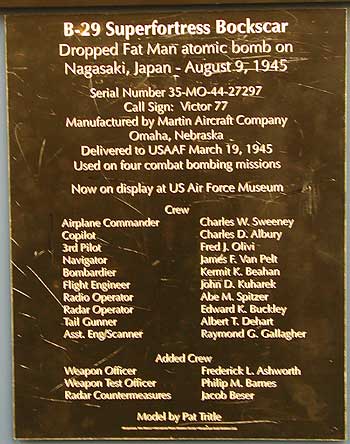 B-29 Superfortress Bockscar
Dropped Fat Man atomic bomb on
Nagasaki, Japan - August 9, 1945
Serial Number 35-MO-44-27297
Call Sign: Victor 77
Manufactured by Martin Aircraft Company
Omaha, Nebraska
Delivered to USAAF March 19, 1945
Used on four combat bombing missions
Now on display at US Air Force Museum
Crew
Airplane Commander Charles W. Sweeney
Copilot Charles D. Albury
3rd Pilot Fred J. Olivi
Navigator James F. Van Pelt
Bombardier Kermit K. Beahan
Flight Engineer John D. Kuharek
Radio Operator Abe M. Spitzer
Radar Operator Edward K. Buckley
Tail Gunner Albert T. Dehart
Asst. Eng/Scanner Raymond G. Gallagher
Added Crew
Weapon Officer Frederick L. Ashworth
Weapon Test Officer Philip M. Barnes
Radar Countermeasures Jacob Beser
Model by Pat Tritle